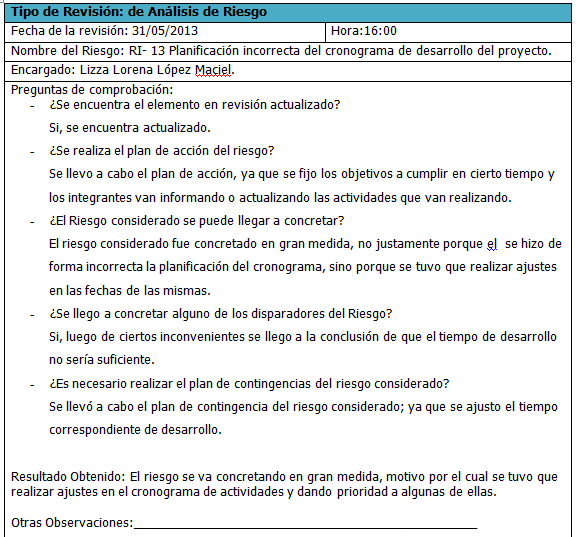 Tipo de Revisión: de Análisis de Riesgo
Fecha de la revisión: 31/05/2013 Hora:16:00
Nombre del Riesgo: RI- 13 Planificación incorrecta del cronograma de desarrollo del proyecto.
Encargado: Lizza Lorena López Maciel.
Preguntas de comprobación:
- ¿Se encuentra el elemento en revisión actualizado?
Si, se encuentra actualizado.
- ¿Se realiza el plan de acción del riesgo?
Se llevo a cabo el plan de acción, ya que se fijo los objetivos a cumplir en cierto tiempo y
los integrantes van informando o actualizando las actividades que van realizando.
- ¿El Riesgo considerado se puede llegar a concretar?
El riesgo considerado fue concretado en gran medida, no justamente porque el se hizo de
forma incorrecta la planificación del cronograma, sino porque se tuvo que realizar ajustes
en las fechas de las mismas.
- ¿Se llego a concretar alguno de los disparadores del Riesgo?
Si, luego de ciertos inconvenientes se llego a la conclusión de que el tiempo de desarrollo
no sería suficiente.
- ¿Es necesario realizar el plan de contingencias del riesgo considerado?
Se llevó a cabo el plan de contingencia del riesgo considerado; ya que se ajusto el tiempo
correspondiente de desarrollo.
Resultado Obtenido: El riesgo se va concretando en gran medida, motivo por el cual se tuvo que
realizar ajustes en el cronograma de actividades y dando prioridad a algunas de ellas.
Otras Observaciones: